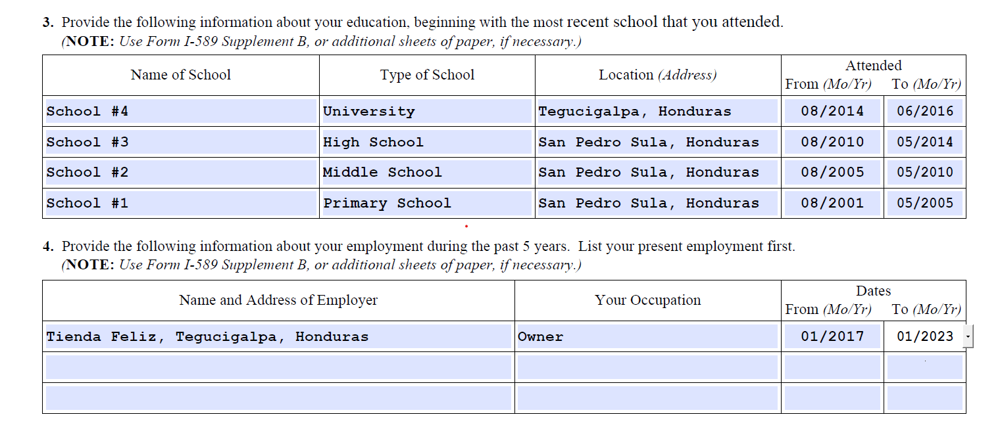 3. Provide the following information about your education, beginning with the most recent school that you attended.
(NOTE: Use Form I-589 Supplement B, or additional sheets of paper, if necessary.)
Name of School Type of School Location (Address) Attended
From (Mo/Yr) To (Mo/Yr)
School #4 University Tegucigalpa, Honduras 08/2014 06/2016
School #3 High School San Pedro Sula, Honduras 08/2010 05/2014
School #2 Middle School San Pedro Sula, Honduras 08/2005 05/2010
School #1 Primary School San Pedro Sula, Honduras 08/2001 05/2005
4. Provide the following information about your employment during the past 5 years. List your present employment first.
(NOTE: Use Form I-589 Supplement B, or additional sheets of paper, if necessary.)
Name and Address of Employer Your Occupation Dates
From (Mo/Yr) To (Mo/Yr)
Tienda Feliz, Tegucigalpa, Honduras Owner 01/2017 01/2023